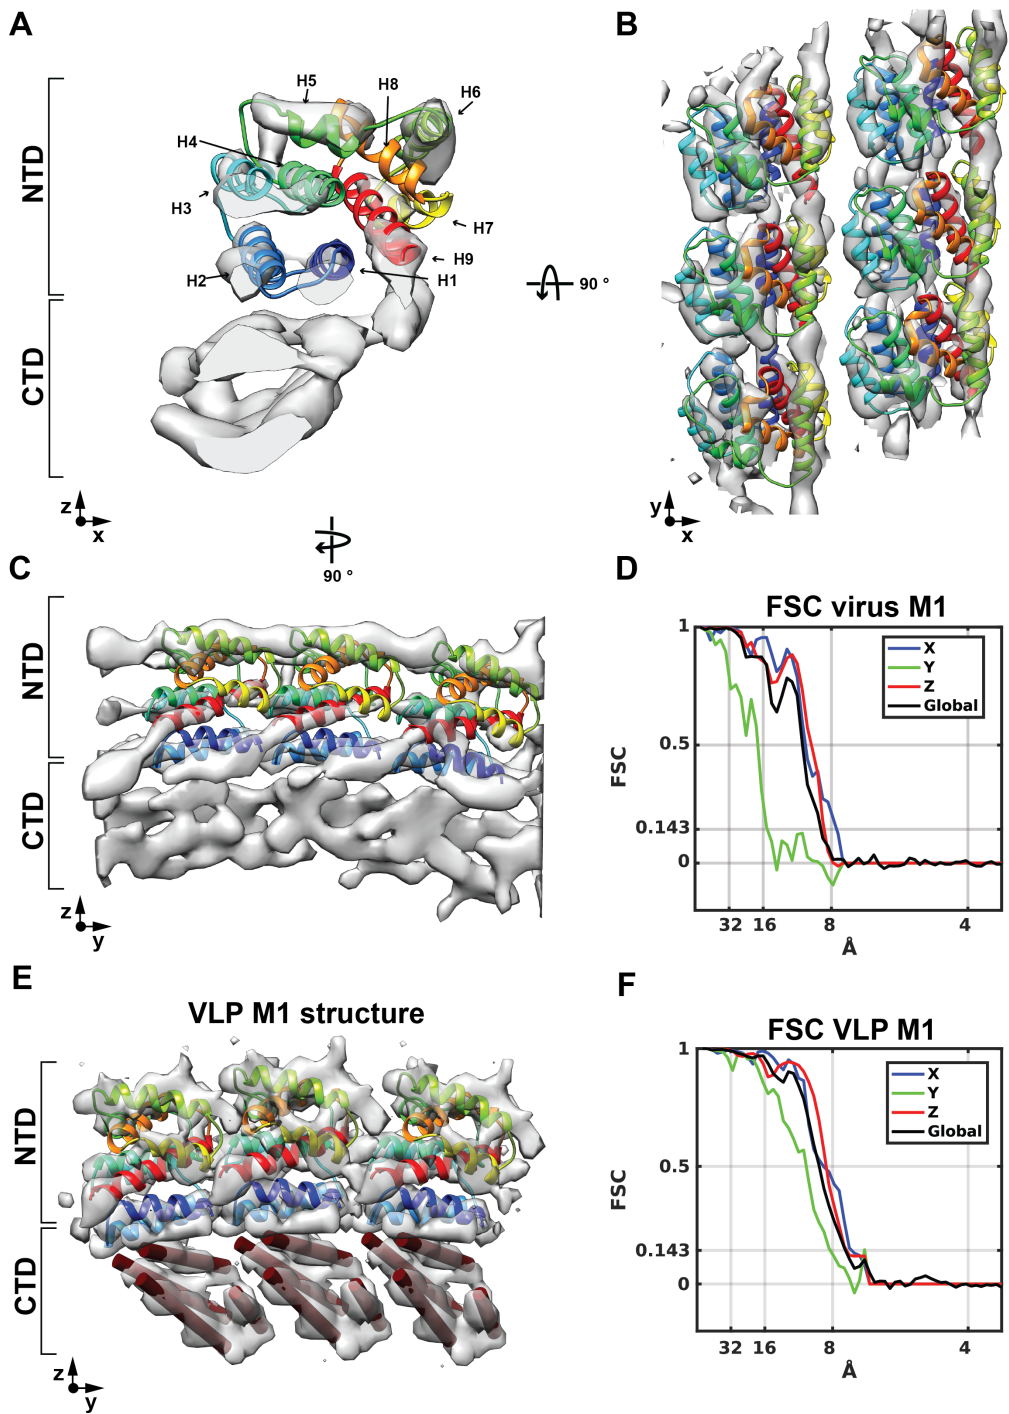 A
NTD
CTD
H5
H8
H6
H4
H3
H7
H9
H2
H1
z
x
90 °
90 °
B
y
x
C
NTD
CTD
z
y
D
FSC virus M1
1
0.5
0.143
0
FSC
X
Y
Z
Global
32 16 8 4
Å
E
VLP M1 structure
NTD
CTD
z
y
F
FSC VLP M1
1
0.5
0.143
0
FSC
X
Y
Z
Global
32 16 8 4
Å